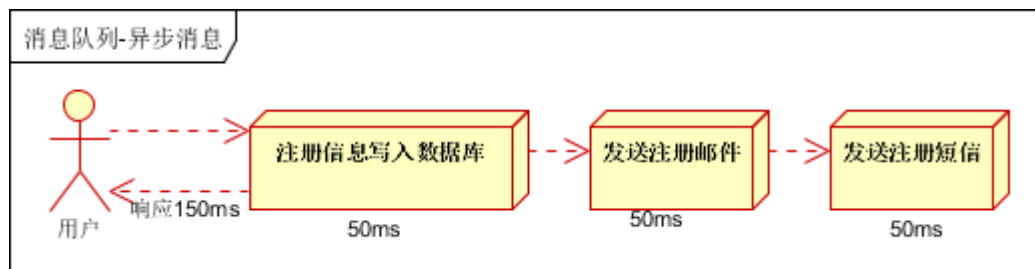 消息队列-异步消息
注册信息写入数据库
发送注册邮件
发送注册短信
响应150ms
用户
50ms
50ms
50ms